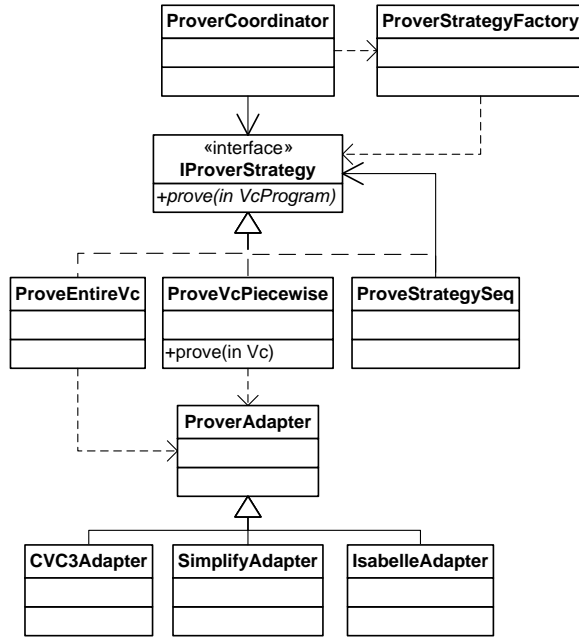 ProverCoordinator
ProverStrategyFactory
«interface»
IProverStrategy
+prove(in VcProgram)
ProveEntireVc
ProveVcPiecewise
ProveStrategySeq
+prove(in Vc)
ProverAdapter
CVC3Adapter
SimplifyAdapter
IsabelleAdapter